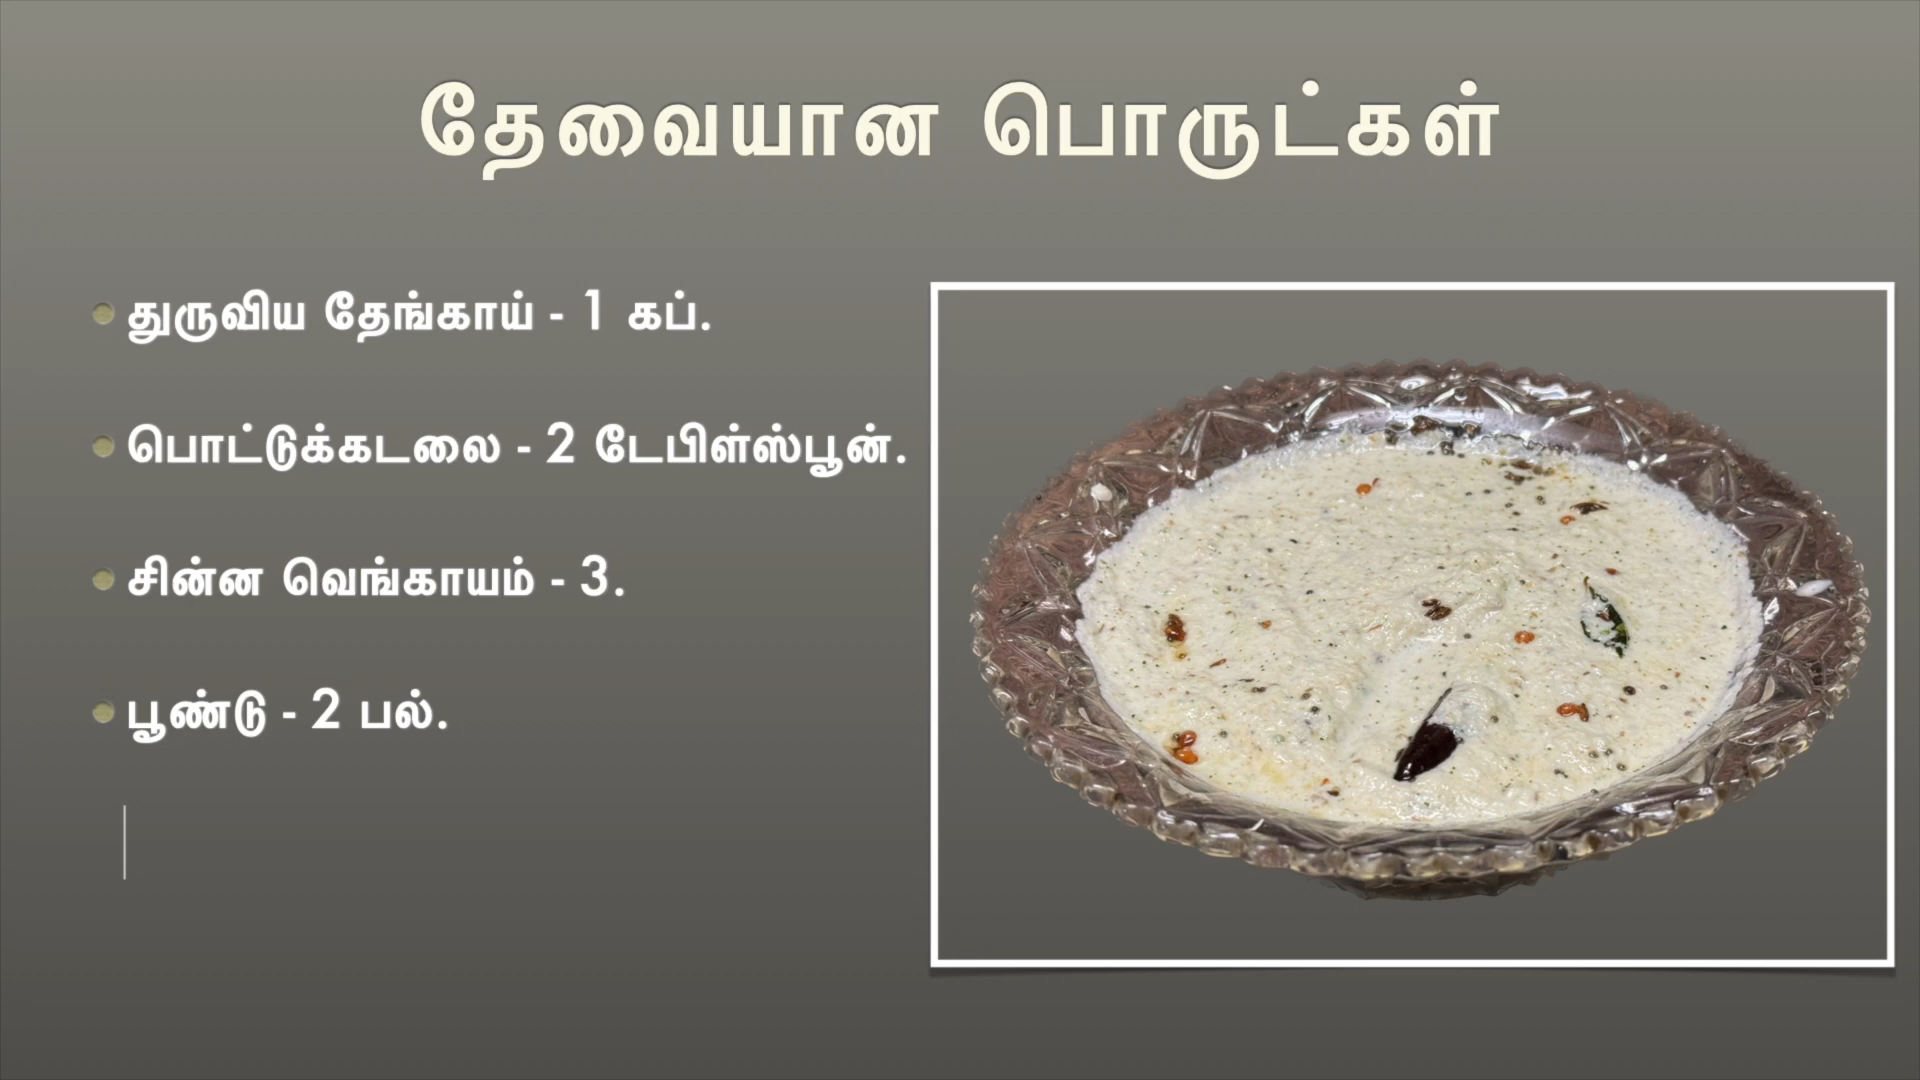 தேவையான பொருட்கள்
துருவிய தேங்காய் - 1 கப்.
பொட்டுக்கடலை - 2 டேபிள்ஸ்பூன்.
சின்ன வெங்காயம் - 3.
பூண்டு - 2 பல்.